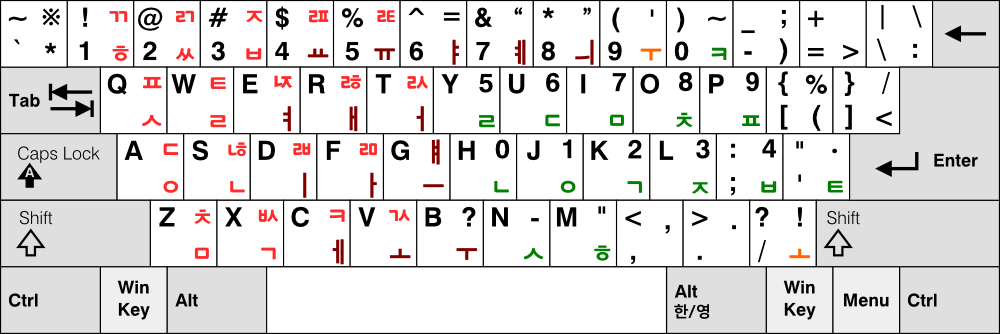 ~ ※ ! ㄲ @ ㄺ # ㅈ $ ㄿ % ㄾ ^ = & “ * ” ( ' ) ~ _ ; + | \
` * 1 ㅎ 2 ㅆ 3 ㅂ 4 ㅛ 5 ㅠ 6 ㅑ 7 ㅖ 8 ㅢ 9 ㅜ 0 ㅋ - ) = > \ :
Tab Q ㅍ W ㅌ E ㄵ R ㅀ T ㄽ Y 5 U 6 I 7 O 8 P 9 { % } /
ㅅ ㄹ ㅕ ㅐ ㅓ ㄹ ㄷ ㅁ ㅊ ㅍ [ ( ] <
Caps Lock A ㄷ S ㄶ D ㄼ F ㄻ G ㅒ H 0 J 1 K 2 L 3 : 4 " · Enter
A ㅇ ㄴ ㅣ ㅏ ㅡ ㄴ ㅇ ㄱ ㅈ ; ㅂ ' ㅌ
Shift Z ㅊ X ㅄ C ㅋ V ㄳ B ? N - M " < , > . ? ! Shift
ㅁ ㄱ ㅔ ㅗ ㅜ ㅅ ㅎ , . / ㅗ
Ctrl Win Key Alt Alt 한/영 Win Key Menu Ctrl